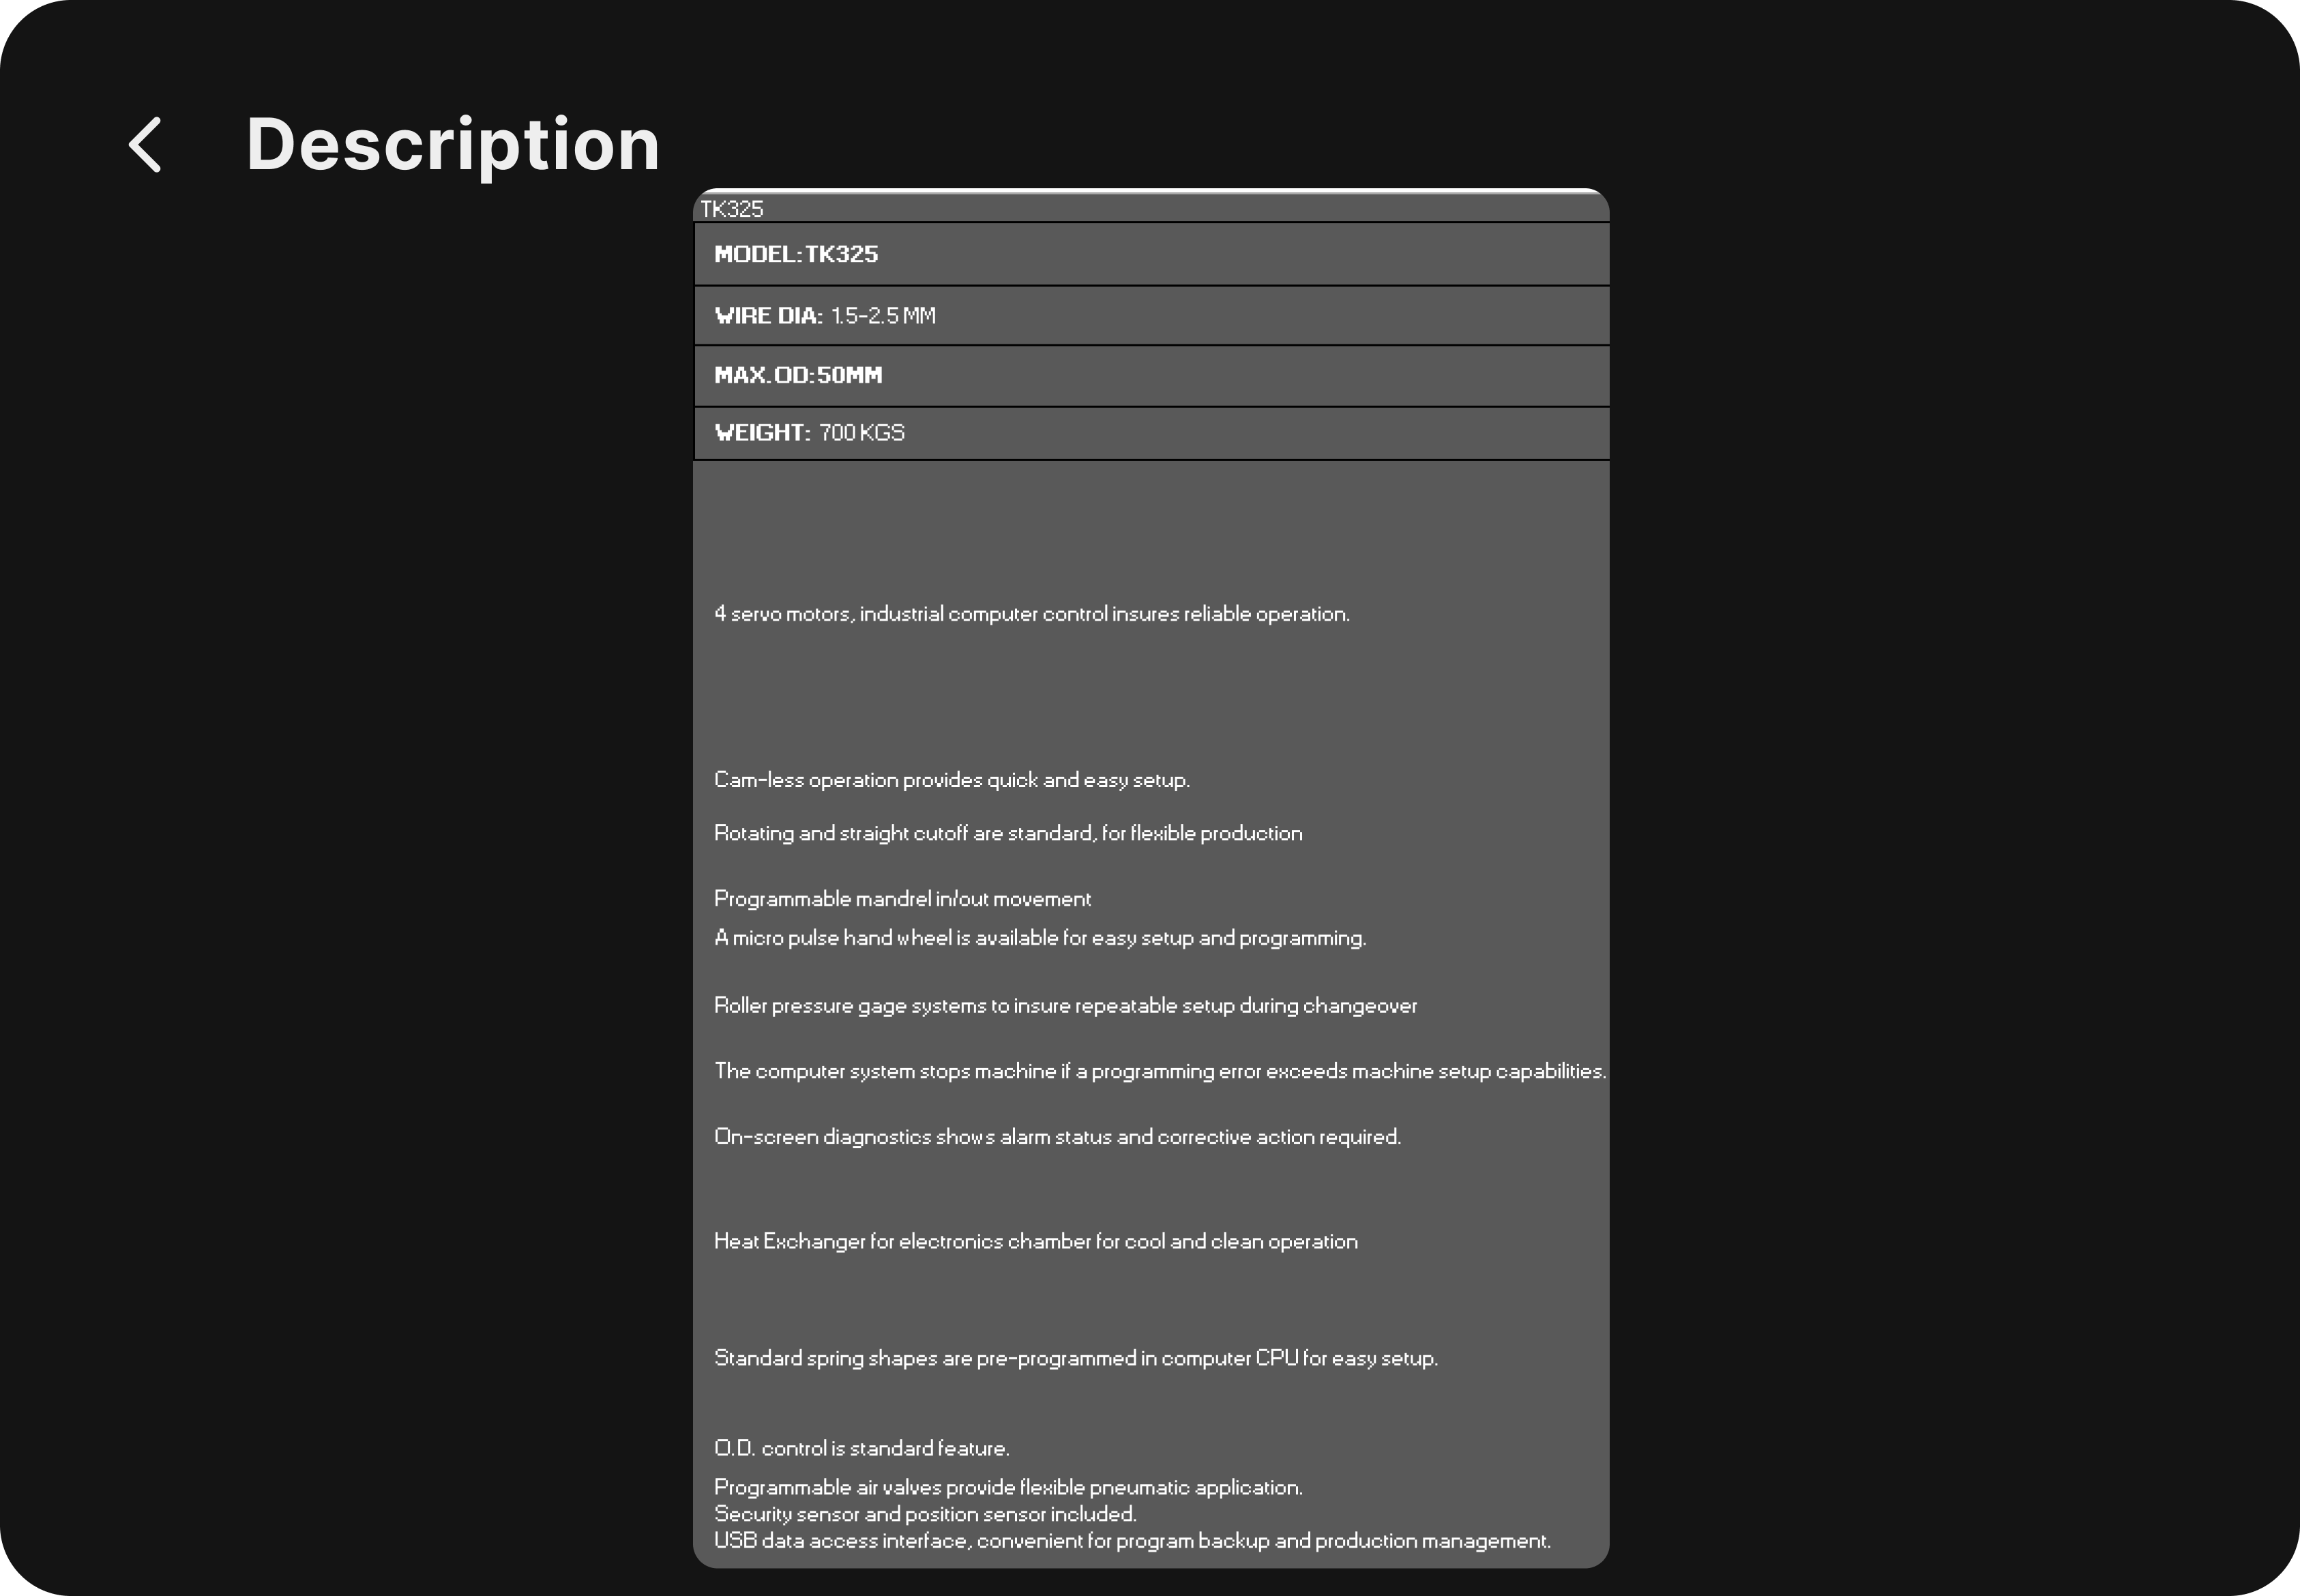 Description
TK325
MODEL:TK325
WIRE DIA: 1.5-2.5 MM
MAX.OD:50MM
WEIGHT: 700 KGS
4 servo motors, industrial computer control insures reliable operation.
Cam-less operation provides quick and easy setup.
Rotating and straight cutoff are standard, for flexible production
Programmable mandrel in/out movement
A micro pulse hand wheel is available for easy setup and programming.
Roller pressure gage systems to insure repeatable setup during changeover
The computer system stops machine if a programming error exceeds machine setup capabilities.
On-screen diagnostics shows alarm status and corrective action required.
Heat Exchanger for electronics chamber for cool and clean operation
Standard spring shapes are pre-programmed in computer CPU for easy setup.
O.D. control is standard feature.
Programmable air valves provide flexible pneumatic application.
Security sensor and position sensor included.
USB data access interface, convenient for program backup and production management.